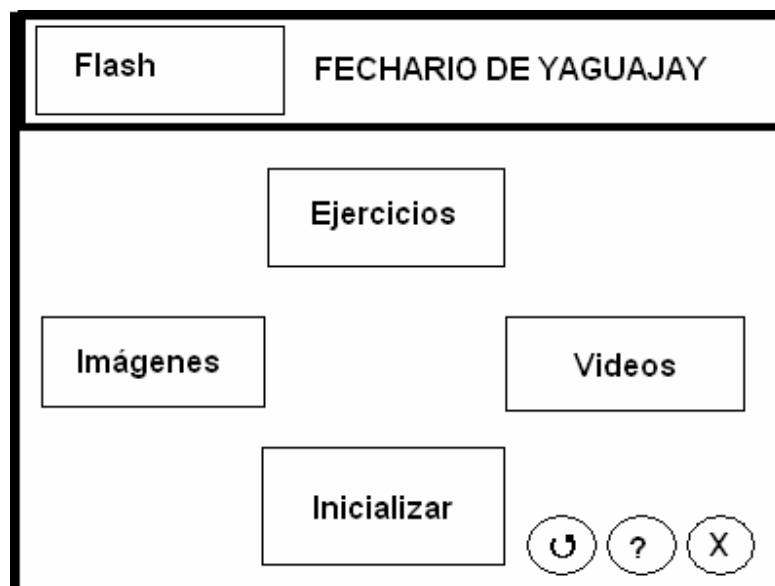 Flash
FECHARIO DE YAGUAJAY
Ejercicios
Imágenes
Videos
Inicializar
? X